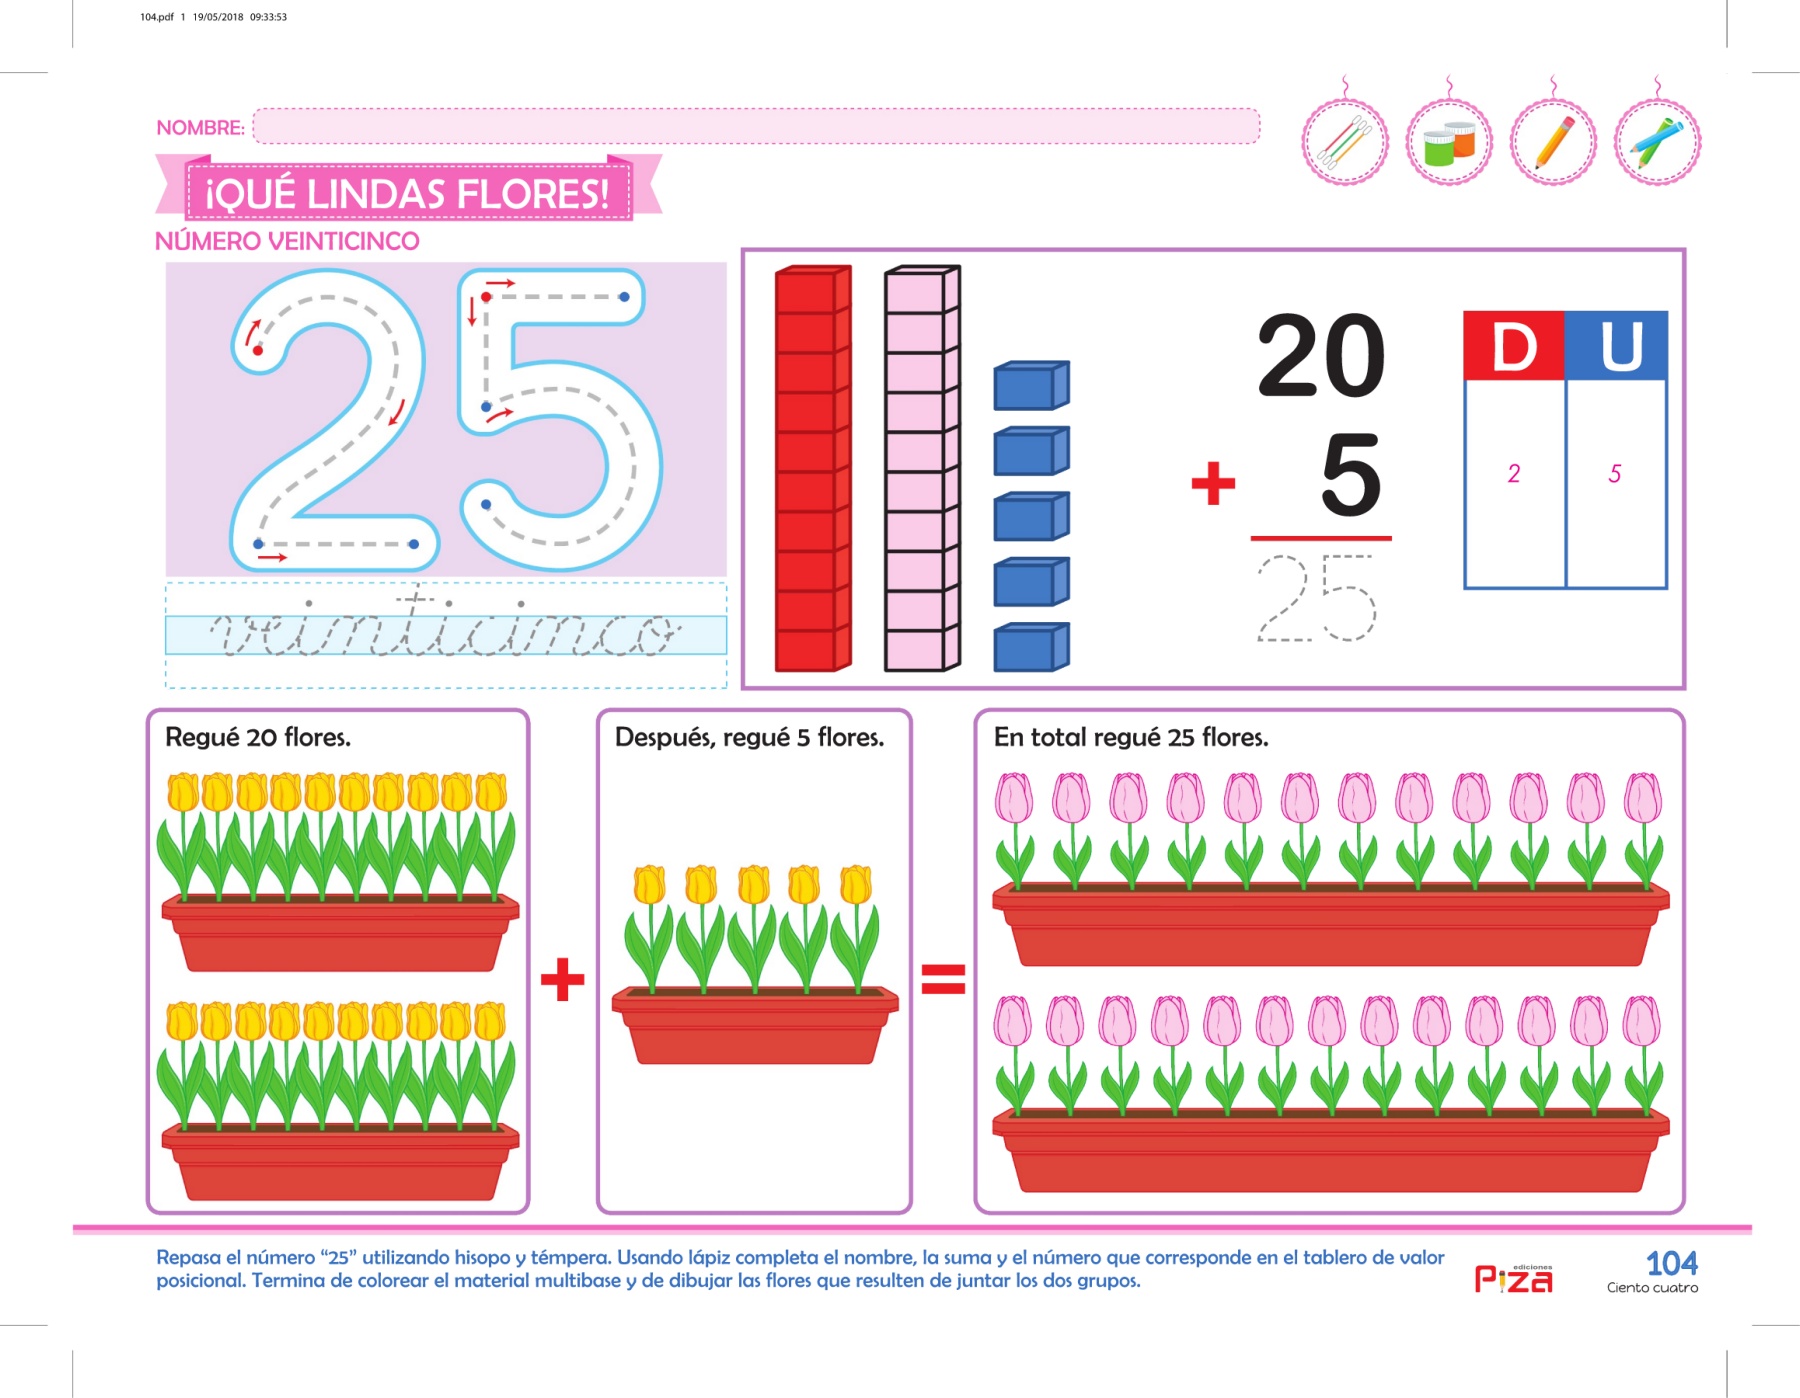 104.pdf 1 19/05/2018 09:33:53
NOMBRE:
¡QUÉ LINDAS FLORES!
NÚMERO VEINTICINCO
25
veinticinco
20
+ 5
25
D U
2 5
Regué 20 flores.
+
Después, regué 5 flores.
=
En total regué 25 flores.
Repasa el número “25” utilizando hisopo y témpera. Usando lápiz completa el nombre, la suma y el número que corresponde en el tablero de valor
posicional. Termina de colorear el material multibase y de dibujar las flores que resulten de juntar los dos grupos.
ediciones
Piza
104
Ciento cuatro